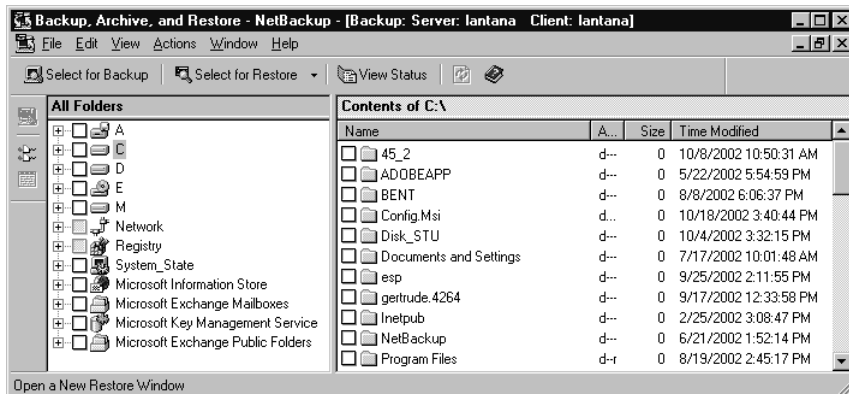 Backup, Archive, and Restore - NetBackup - [Backup: Server: lantana Client: lantana]
File Edit View Actions Window Help
Select for Backup Select for Restore View Status
All Folders Contents of C:\
Name A... Size Time Modified
A
C
D
E
M
Network
Registry
System_State
Microsoft Information Store
Microsoft Exchange Mailboxes
Microsoft Key Management Service
Microsoft Exchange Public Folders
45_2 d--- 0 10/8/2002 10:50:31 AM
ADOBEAPP d--- 0 5/22/2002 5:54:59 PM
BENT d--- 0 8/8/2002 6:06:37 PM
Config.Msi d... 0 10/18/2002 3:40:44 PM
Disk_STU d--- 0 10/4/2002 3:32:15 PM
Documents and Settings d--- 0 7/17/2002 10:01:48 AM
esp d--- 0 9/25/2002 2:11:55 PM
gertrude.4264 d--- 0 9/17/2002 12:33:58 PM
Inetpub d--- 0 2/25/2002 3:08:47 PM
NetBackup d--- 0 6/21/2002 1:52:14 PM
Program Files d--r 0 8/19/2002 2:45:17 PM
Open a New Restore Window